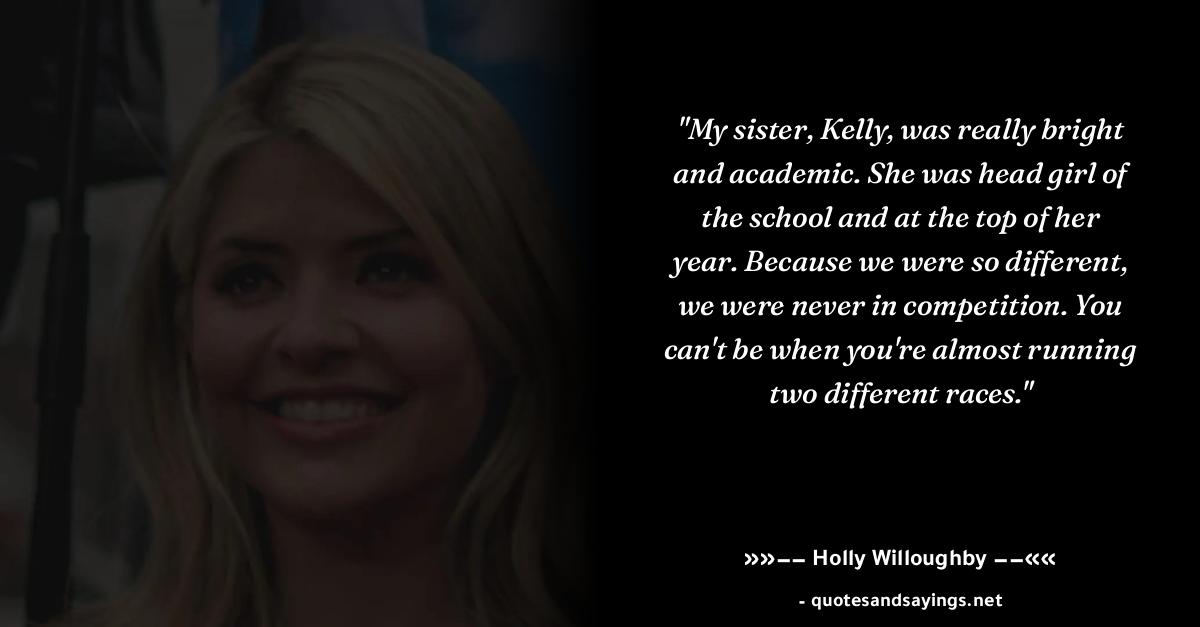 "My sister, Kelly, was really bright
and academic. She was head girl of
the school and at the top of her
year. Because we were so different,
we were never in competition. You
can't be when you're almost running
two different races."
»»−− Holly Willoughby −−««
- quotesandsayings.net